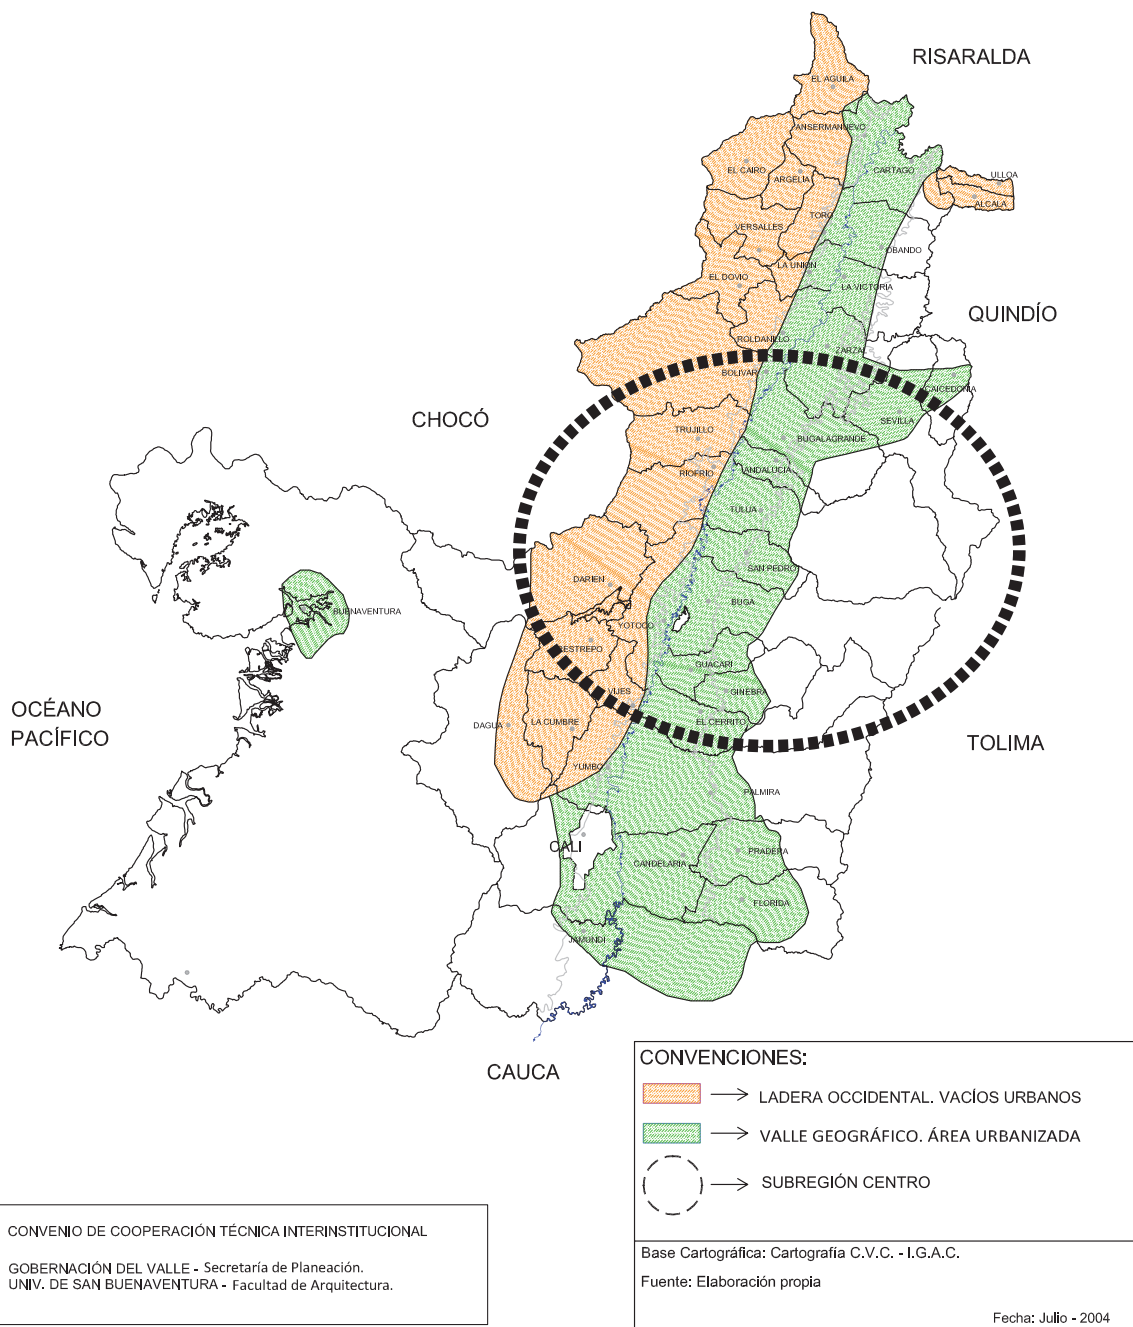 RISARALDA
EL AGUILA
ANSERMANUEVO
EL CAIRO
ARGELIA
CARTAGO
ULLOA
ALCALA
TORO
VERSALLES
OBANDO
LA UNION
EL DOVIO
LA VICTORIA
QUINDÍO
ROLDANILLO
ZARZAL
BOLIVAR
CAICEDONIA
CHOCÓ
SEVILLA
TRUJILLO
BUGALAGRANDE
RIOFRIO
ANDALUCIA
TULUA
SAN PEDRO
DARIEN
BUGA
BUENAVENTURA
YOTOCO
RESTREPO
GUACARI
VIJES
GINEBRA
OCÉANO
PACÍFICO
DAGUA
LA CUMBRE
EL CERRITO
TOLIMA
YUMBO
PALMIRA
CALI
PRADERA
CANDELARIA
FLORIDA
JAMUNDI
CAUCA
CONVENCIONES:
LADERA OCCIDENTAL. VACÍOS URBANOS
VALLE GEOGRÁFICO. ÁREA URBANIZADA
SUBREGIÓN CENTRO
CONVENIO DE COOPERACIÓN TÉCNICA INTERINSTITUCIONAL
GOBERNACIÓN DEL VALLE - Secretaría de Planeación.
UNIV. DE SAN BUENAVENTURA - Facultad de Arquitectura.
Base Cartográfica: Cartografía C.V.C. - I.G.A.C.
Fuente: Elaboración propia
Fecha: Julio - 2004